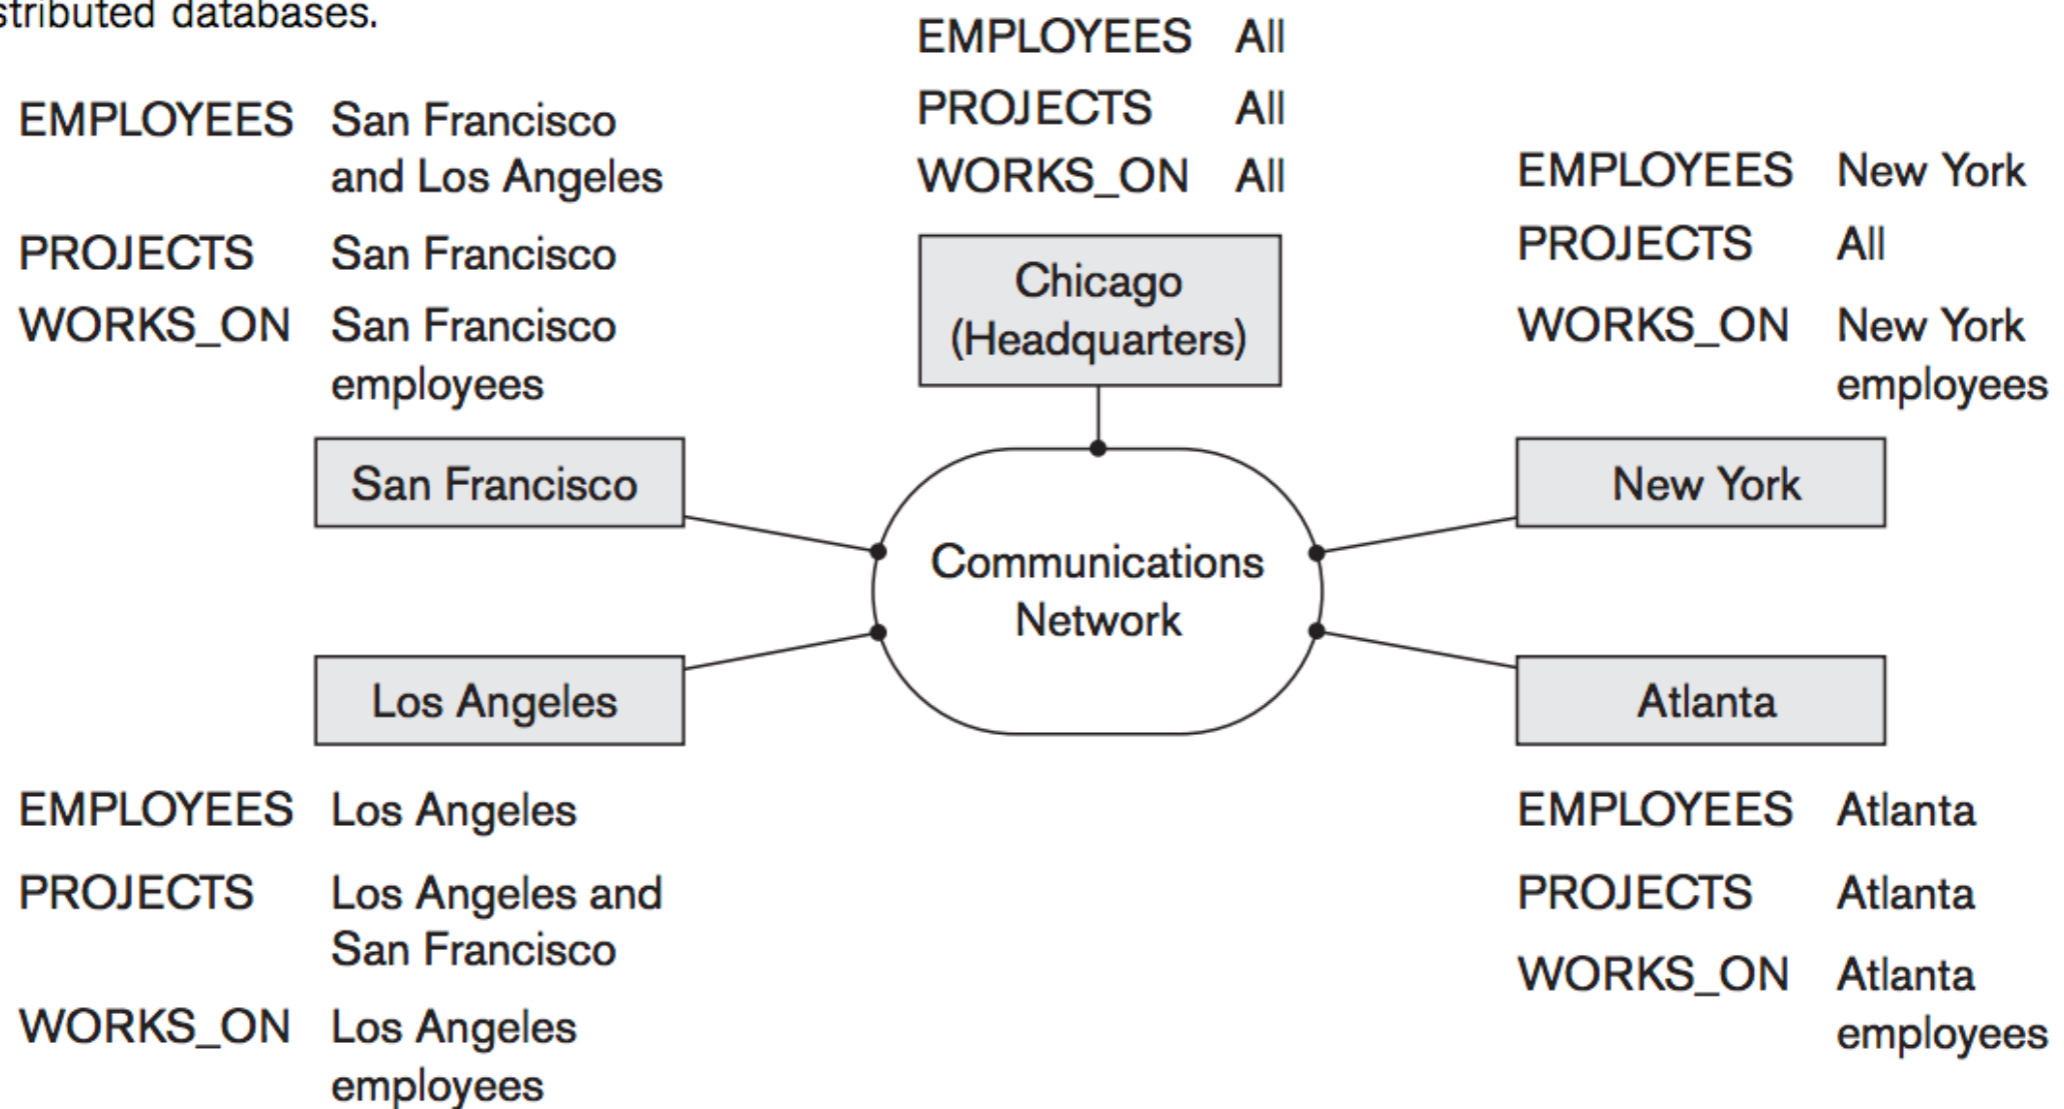 stributed databases.
EMPLOYEES All
PROJECTS All
WORKS_ON All
EMPLOYEES San Francisco
and Los Angeles
PROJECTS San Francisco
WORKS_ON San Francisco
employees
EMPLOYEES New York
PROJECTS All
WORKS_ON New York
employees
Chicago
(Headquarters)
San Francisco
New York
Communications
Network
Los Angeles
Atlanta
EMPLOYEES Los Angeles
PROJECTS Los Angeles and
San Francisco
WORKS_ON Los Angeles
employees
EMPLOYEES Atlanta
PROJECTS Atlanta
WORKS_ON Atlanta
employees